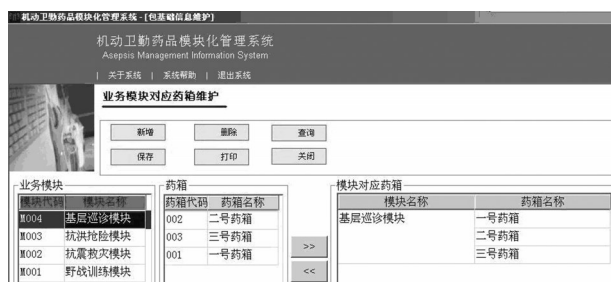 机动卫勤药品模块化管理系统 - [包基础信息维护]
机动卫勤药品模块化管理系统
Asepsis Management Information System
| 关于系统 | 系统帮助 | 退出系统
业务模块对应药箱维护
新增 删除 查询
保存 打印 关闭
业务模块 药箱 模块对应药箱
模块代码 模块名称 药箱代码 药箱名称 模块名称 药箱名称
M004 基层巡诊模块 002 二号药箱 基层巡诊模块 一号药箱
M003 抗洪抢险模块 003 三号药箱 二号药箱
M002 抗震救灾模块 001 一号药箱 >> 三号药箱
M001 野战训练模块 <<